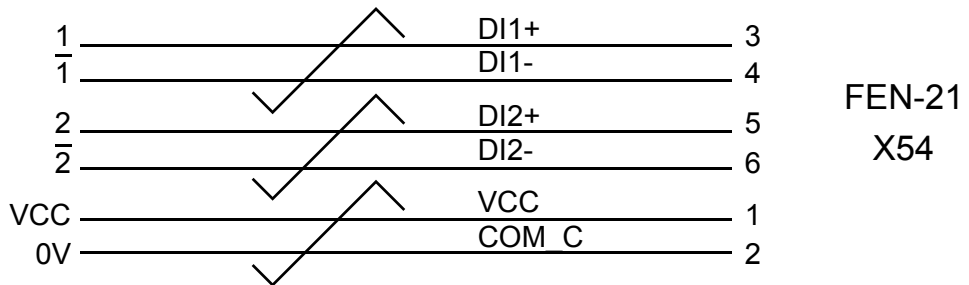 1 DI1+ 3
1̅ DI1- 4
FEN-21
2 DI2+ 5
X54
2̅ DI2- 6
VCC VCC 1
0V COM_C 2